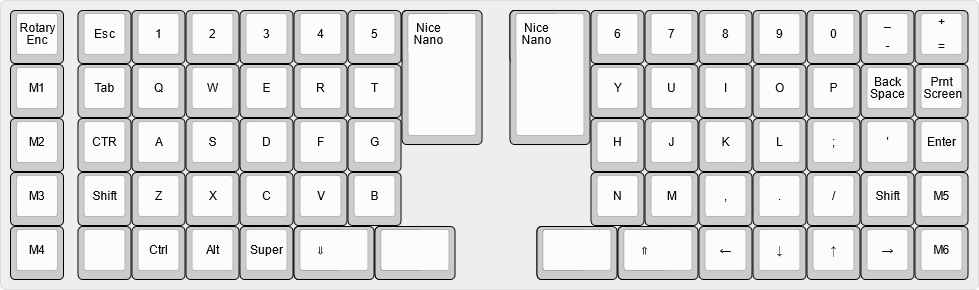 Rotary Enc Esc 1 2 3 4 5 Nice Nano Nice Nano 6 7 8 9 0 – - + =
M1 Tab Q W E R T Y U I O P Back Space Prnt Screen
M2 CTR A S D F G H J K L ; ' Enter
M3 Shift Z X C V B N M , . / Shift M5
M4 Ctrl Alt Super ⇓ ⇑ ← ↓ ↑ → M6